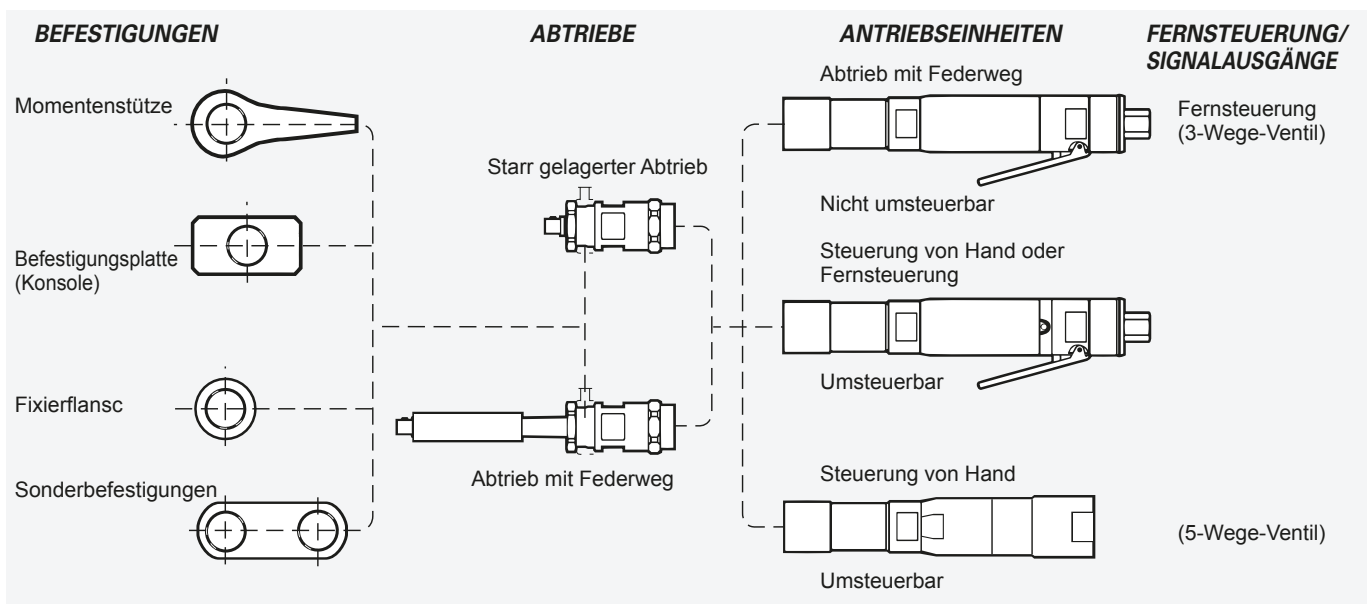 BEFESTIGUNGEN
Momentenstütze
Befestigungsplatte
(Konsole)
Fixierflansc
Sonderbefestigungen
ABTRIEBE
Starr gelagerter Abtrieb
Abtrieb mit Federweg
ANTRIEBSEINHEITEN
Abtrieb mit Federweg
Nicht umsteuerbar
Steuerung von Hand oder
Fernsteuerung
Umsteuerbar
Steuerung von Hand
Umsteuerbar
FERNSTEUERUNG/
SIGNALAUSGÄNGE
Fernsteuerung
(3-Wege-Ventil)
(5-Wege-Ventil)